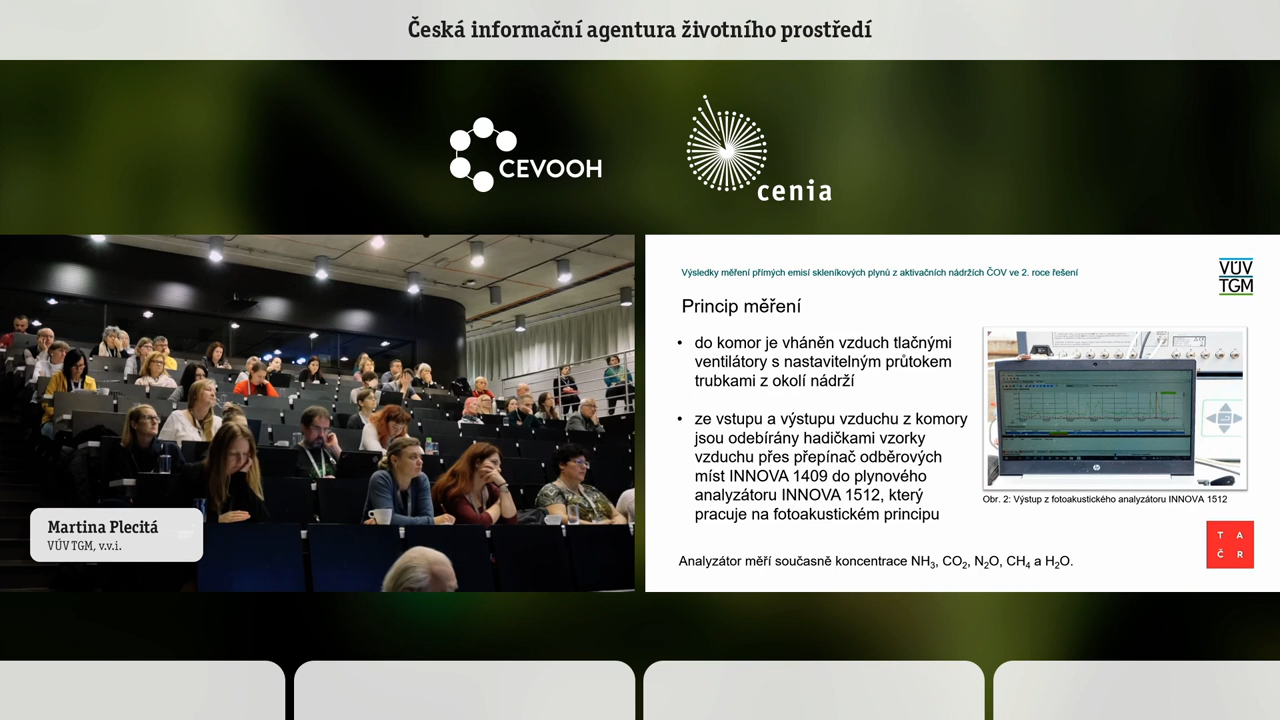 Česká informační agentura životního prostředí
CEVOOH
cenia
Martina Plecitá
VÚV TGM, v.v.i.
Výsledky měření přímých emisí skleníkových plynů z aktivačních nádržích ČOV ve 2. roce řešení
VÚV
TGM
Princip měření
• do komor je vháněn vzduch tlačnými
ventilátory s nastavitelným průtokem
trubkami z okolí nádrží
• ze vstupu a výstupu vzduchu z komory
jsou odebírány hadičkami vzorky
vzduchu přes přepínač odběrových
míst INNOVA 1409 do plynového
analyzátoru INNOVA 1512, který
pracuje na fotoakustickém principu
hp
Obr. 2: Výstup z fotoakustického analyzátoru INNOVA 1512
T A
Č R
Analyzátor měří současně koncentrace NH₃, CO₂, N₂O, CH₄ a H₂O.